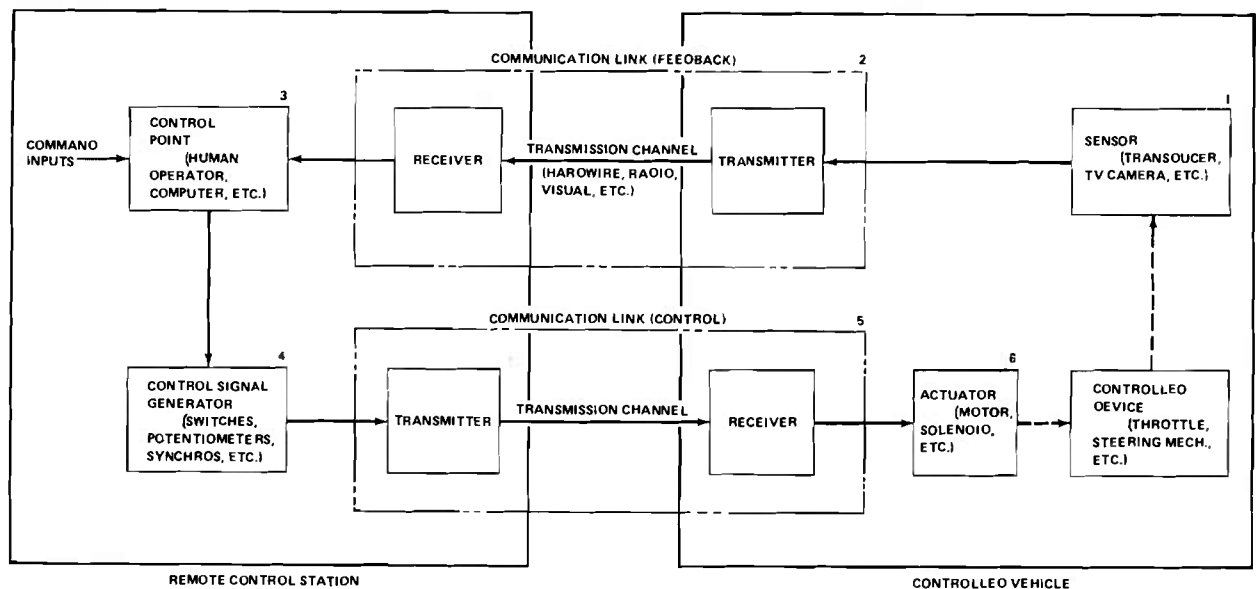 COMMUNICATION LINK (FEEOBACK)
2
3
CONTROL
POINT
(HUMAN
OPERATOR,
COMPUTER, ETC.)
COMMANO
INPUTS
RECEIVER
TRANSMISSION CHANNEL
(HAROWIRE, RAOIO,
VISUAL, ETC.)
TRANSMITTER
1
SENSOR
(TRANSOUCER,
TV CAMERA, ETC.)
COMMUNICATION LINK (CONTROL)
5
4
CONTROL SIGNAL
GENERATOR
(SWITCHES,
POTENTIOMETERS,
SYNCHROS, ETC.)
TRANSMITTER
TRANSMISSION CHANNEL
RECEIVER
6
ACTUATOR
(MOTOR,
SOLENOIO,
ETC.)
CONTROLLEO
OEVICE
(THROTTLE,
STEERING MECH.,
ETC.)
REMOTE CONTROL STATION
CONTROLLEO VEHICLE